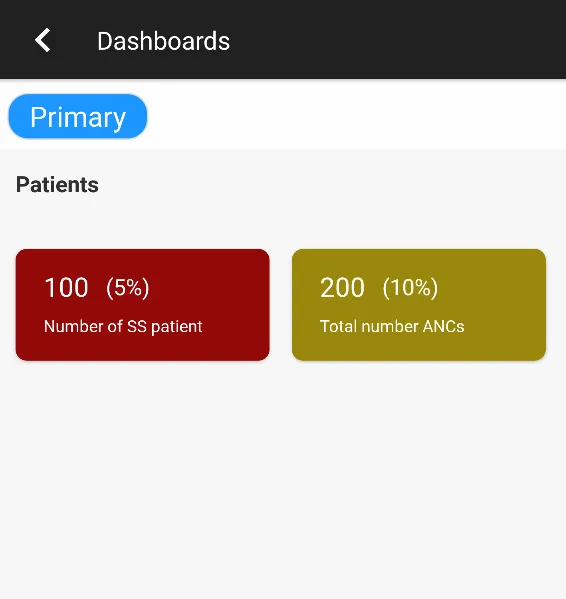 Dashboards
Primary
Patients
100 (5%)
Number of SS patient
200 (10%)
Total number ANCs